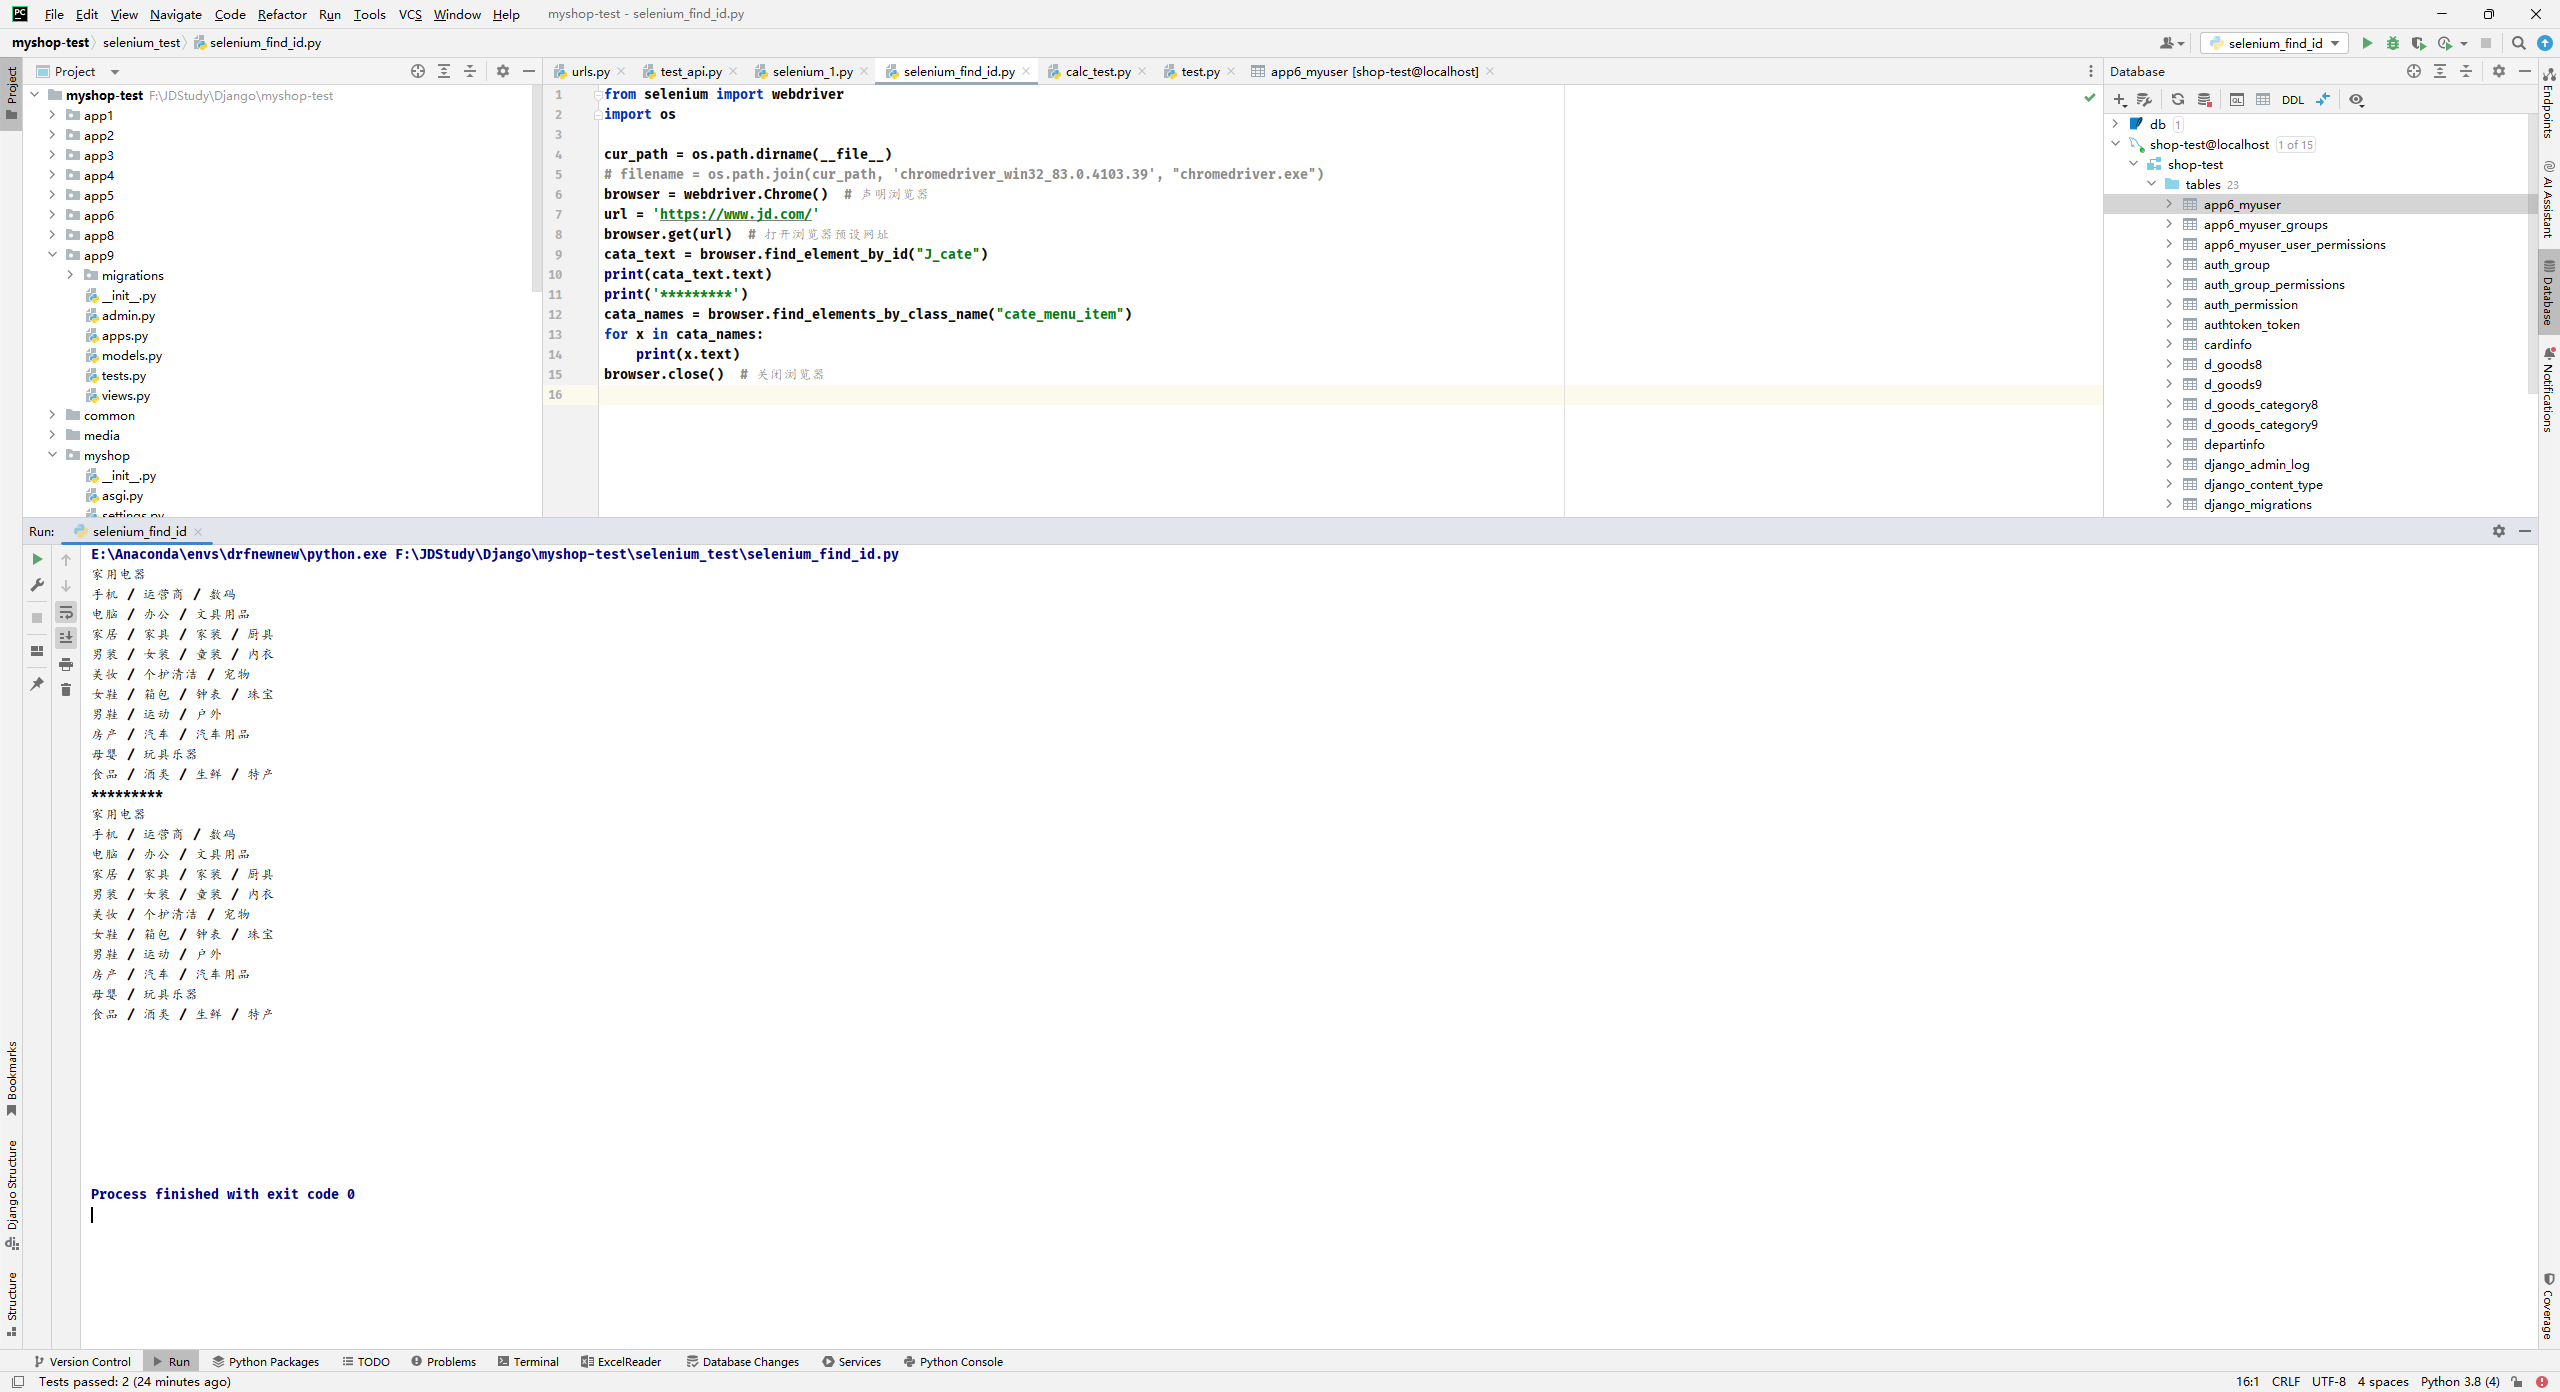 File Edit View Navigate Code Refactor Run Tools VCS Window Help myshop-test - selenium_find_id.py
myshop-test selenium_test selenium_find_id.py selenium_find_id
Project
urls.py test_api.py selenium_1.py selenium_find_id.py calc_test.py test.py app6_myuser [shop-test@localhost]
Database
Project
myshop-test F:\JDStudy\Django\myshop-test
app1
app2
app3
app4
app5
app6
app8
app9
migrations
__init__.py
admin.py
apps.py
models.py
tests.py
views.py
common
media
myshop
__init__.py
asgi.py
settings.py
1 from selenium import webdriver
2 import os
3
4 cur_path = os.path.dirname(__file__)
5 # filename = os.path.join(cur_path, 'chromedriver_win32_83.0.4103.39', "chromedriver.exe")
6 browser = webdriver.Chrome()  # 声明浏览器
7 url = 'https://www.jd.com/'
8 browser.get(url)  # 打开浏览器预设网址
9 cata_text = browser.find_element_by_id("J_cate")
10 print(cata_text.text)
11 print('*********')
12 cata_names = browser.find_elements_by_class_name("cate_menu_item")
13 for x in cata_names:
14     print(x.text)
15 browser.close()  # 关闭浏览器
16
DDL
db 1
shop-test@localhost 1 of 15
shop-test
tables 23
app6_myuser
app6_myuser_groups
app6_myuser_user_permissions
auth_group
auth_group_permissions
auth_permission
authtoken_token
cardinfo
d_goods8
d_goods9
d_goods_category8
d_goods_category9
departinfo
django_admin_log
django_content_type
django_migrations
Endpoints
AI Assistant
Database
Notifications
Run: selenium_find_id
E:\Anaconda\envs\drfnewnew\python.exe F:\JDStudy\Django\myshop-test\selenium_test\selenium_find_id.py
家用电器
手机 / 运营商 / 数码
电脑 / 办公 / 文具用品
家居 / 家具 / 家装 / 厨具
男装 / 女装 / 童装 / 内衣
美妆 / 个护清洁 / 宠物
女鞋 / 箱包 / 钟表 / 珠宝
男鞋 / 运动 / 户外
房产 / 汽车 / 汽车用品
母婴 / 玩具乐器
食品 / 酒类 / 生鲜 / 特产
*********
家用电器
手机 / 运营商 / 数码
电脑 / 办公 / 文具用品
家居 / 家具 / 家装 / 厨具
男装 / 女装 / 童装 / 内衣
美妆 / 个护清洁 / 宠物
女鞋 / 箱包 / 钟表 / 珠宝
男鞋 / 运动 / 户外
房产 / 汽车 / 汽车用品
母婴 / 玩具乐器
食品 / 酒类 / 生鲜 / 特产
Process finished with exit code 0
Bookmarks
Django Structure
Structure
Coverage
Version Control Run Python Packages TODO Problems Terminal ExcelReader Database Changes Services Python Console
Tests passed: 2 (24 minutes ago) 16:1 CRLF UTF-8 4 spaces Python 3.8 (4)